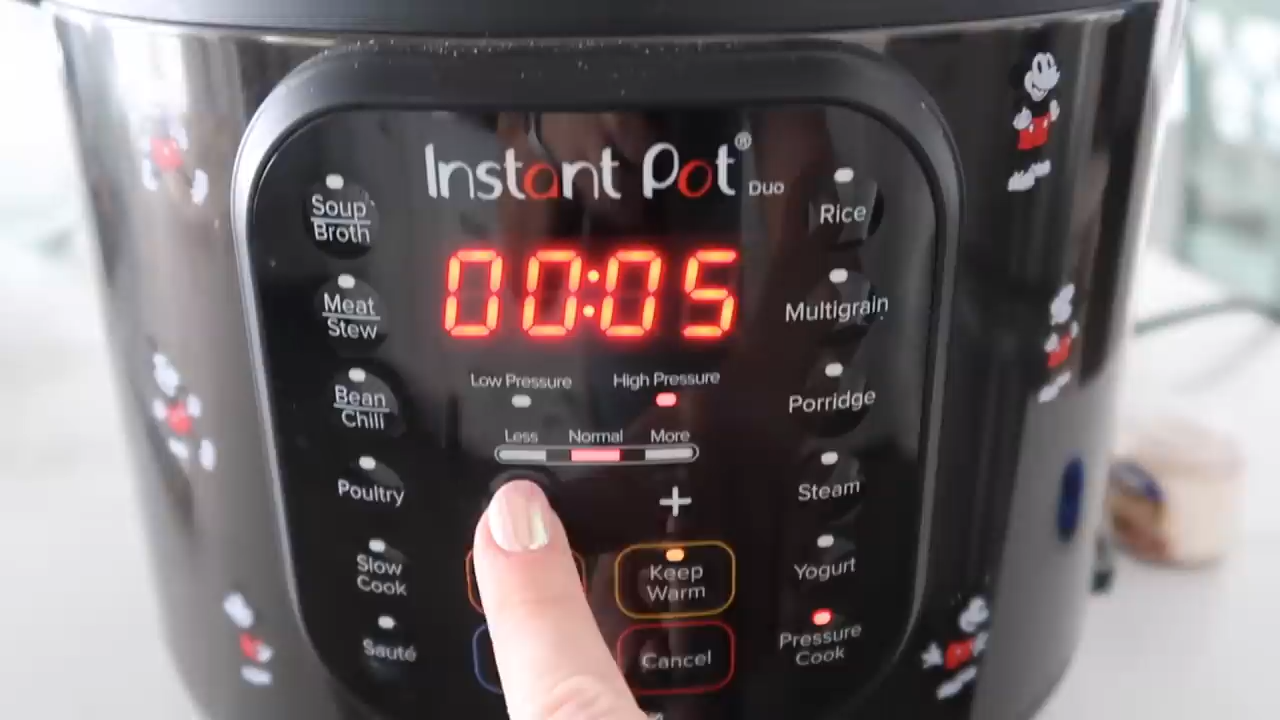 Instant Pot® Duo
00:05
Low Pressure High Pressure
Less Normal More
+
Keep
Warm
Cancel
Soup
Broth
Meat
Stew
Bean
Chili
Poultry
Slow
Cook
Sauté
Rice
Multigrain
Porridge
Steam
Yogurt
Pressure
Cook